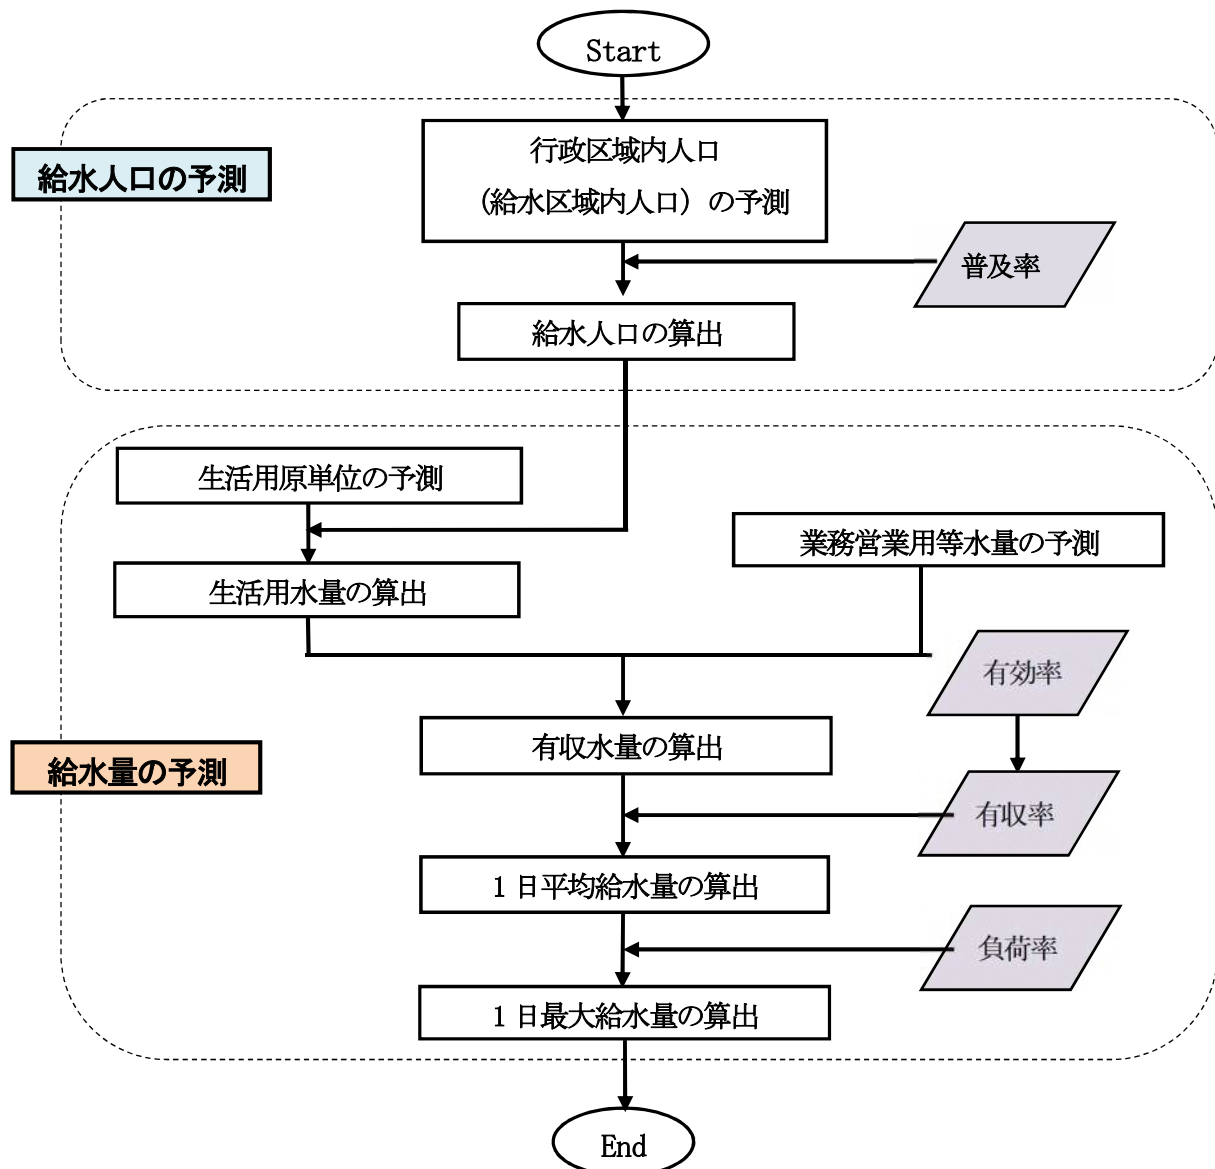 Start
給水人口の予測
行政区域内人口
（給水区域内人口）の予測
普及率
給水人口の算出
生活用原単位の予測
業務営業用等水量の予測
生活用水量の算出
有効率
有収水量の算出
給水量の予測
有収率
1日平均給水量の算出
負荷率
1日最大給水量の算出
End